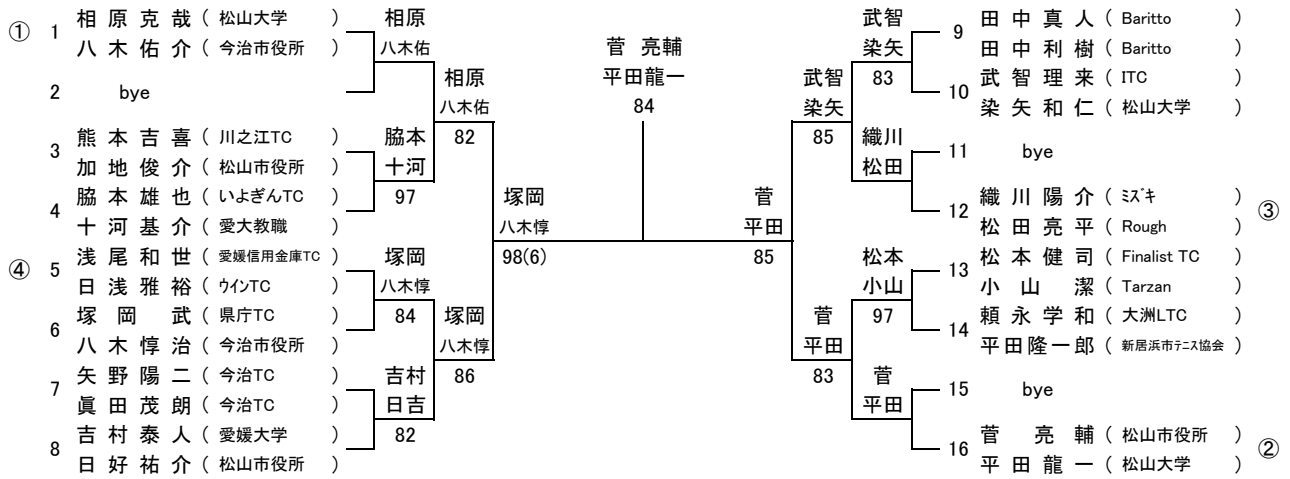 ① 1 相原克哉 ( 松山大学 )
八木佑介 ( 今治市役所 )
2 bye
3 熊本吉喜 ( 川之江TC )
加地俊介 ( 松山市役所 )
4 脇本雄也 ( いよぎんTC )
十河基介 ( 愛大教職 )
④ 5 浅尾和世 ( 愛媛信用金庫TC )
日浅雅裕 ( ウインTC )
6 塚岡武 ( 県庁TC )
八木惇治 ( 今治市役所 )
7 矢野陽二 ( 今治TC )
眞田茂朗 ( 今治TC )
8 吉村泰人 ( 愛媛大学 )
日好祐介 ( 松山市役所 )
相原
八木佑
脇本
十河
97
塚岡
八木惇
84
吉村
日吉
82
相原
八木佑
82
塚岡
八木惇
86
塚岡
八木惇
98(6)
菅 亮輔
平田龍一
84
菅
平田
85
武智
染矢
85
菅
平田
83
武智
染矢
83
織川
松田
松本
小山
97
菅
平田
9 田中真人 ( Baritto )
田中利樹 ( Baritto )
10 武智理来 ( ITC )
染矢和仁 ( 松山大学 )
11 bye
12 織川陽介 ( ミズキ )
松田亮平 ( Rough ) ③
13 松本健司 ( Finalist TC )
小山潔 ( Tarzan )
14 頼永学和 ( 大洲LTC )
平田隆一郎 ( 新居浜市テニス協会 )
15 bye
16 菅亮輔 ( 松山市役所 )
平田龍一 ( 松山大学 ) ②